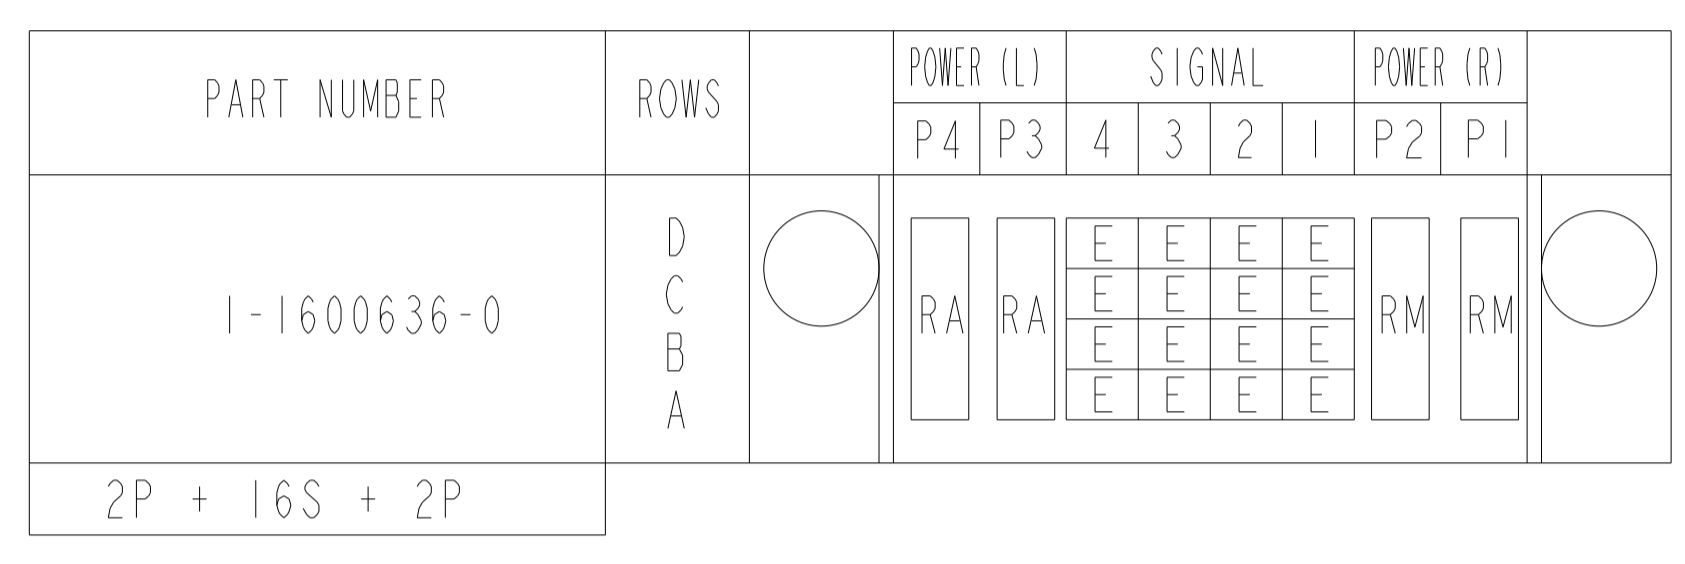 PART NUMBER ROWS POWER (L) SIGNAL POWER (R)
P4 P3 4 3 2 1 P2 P1
D E E E E
C E E E E
1-1600636-0 RA RA RM RM
B E E E E
A E E E E
2P + 16S + 2P